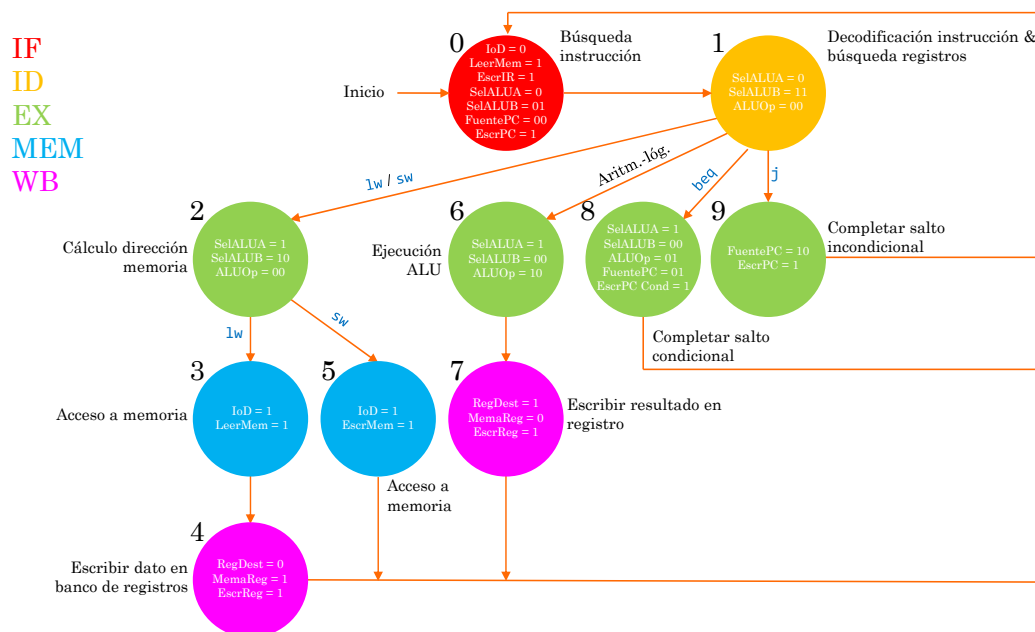 IF
ID
EX
MEM
WB
Inicio
0
IoD = 0
LeerMem = 1
EscrIR = 1
SelALUA = 0
SelALUB = 01
FuentePC = 00
EscrPC = 1
Búsqueda
instrucción
1
SelALUA = 0
SelALUB = 11
ALUOp = 00
Decodificación instrucción &
búsqueda registros
lw / sw
Aritm.-lóg.
beq
j
2
SelALUA = 1
SelALUB = 10
ALUOp = 00
Cálculo dirección
memoria
6
SelALUA = 1
SelALUB = 00
ALUOp = 10
Ejecución
ALU
8
SelALUA = 1
SelALUB = 00
ALUOp = 01
FuentePC = 01
EscrPC Cond = 1
9
FuentePC = 10
EscrPC = 1
Completar salto
incondicional
Completar salto
condicional
lw
sw
3
IoD = 1
LeerMem = 1
Acceso a memoria
5
IoD = 1
EscrMem = 1
Acceso a
memoria
7
RegDest = 1
MemaReg = 0
EscrReg = 1
Escribir resultado en
registro
4
RegDest = 0
MemaReg = 1
EscrReg = 1
Escribir dato en
banco de registros